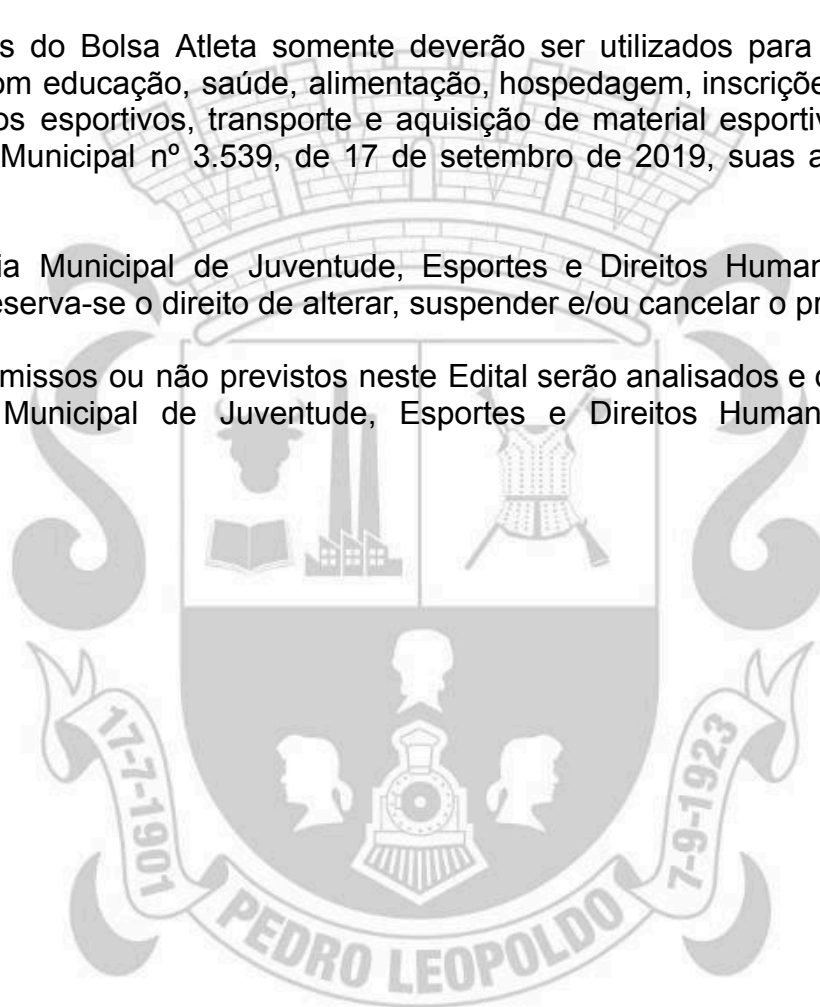 s do Bolsa Atleta somente deverão ser utilizados para
om educação, saúde, alimentação, hospedagem, inscriçõe
os esportivos, transporte e aquisição de material esportiv
Municipal nº 3.539, de 17 de setembro de 2019, suas a
ia Municipal de Juventude, Esportes e Direitos Human
eserva-se o direito de alterar, suspender e/ou cancelar o pr
missos ou não previstos neste Edital serão analisados e d
Municipal de Juventude, Esportes e Direitos Human
17-7-1901
7-9-1923
PEDRO LEOPOLDO